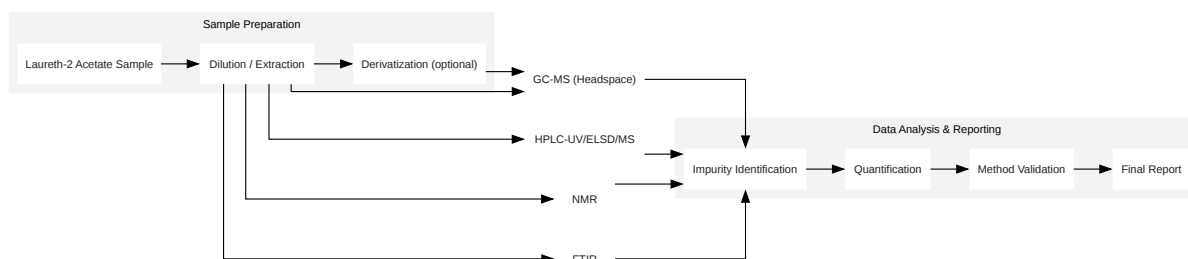 Sample Preparation
Laureth-2 Acetate Sample
Dilution / Extraction
Derivatization (optional)
GC-MS (Headspace)
HPLC-UV/ELSD/MS
NMR
FTIR
Data Analysis & Reporting
Impurity Identification
Quantification
Method Validation
Final Report